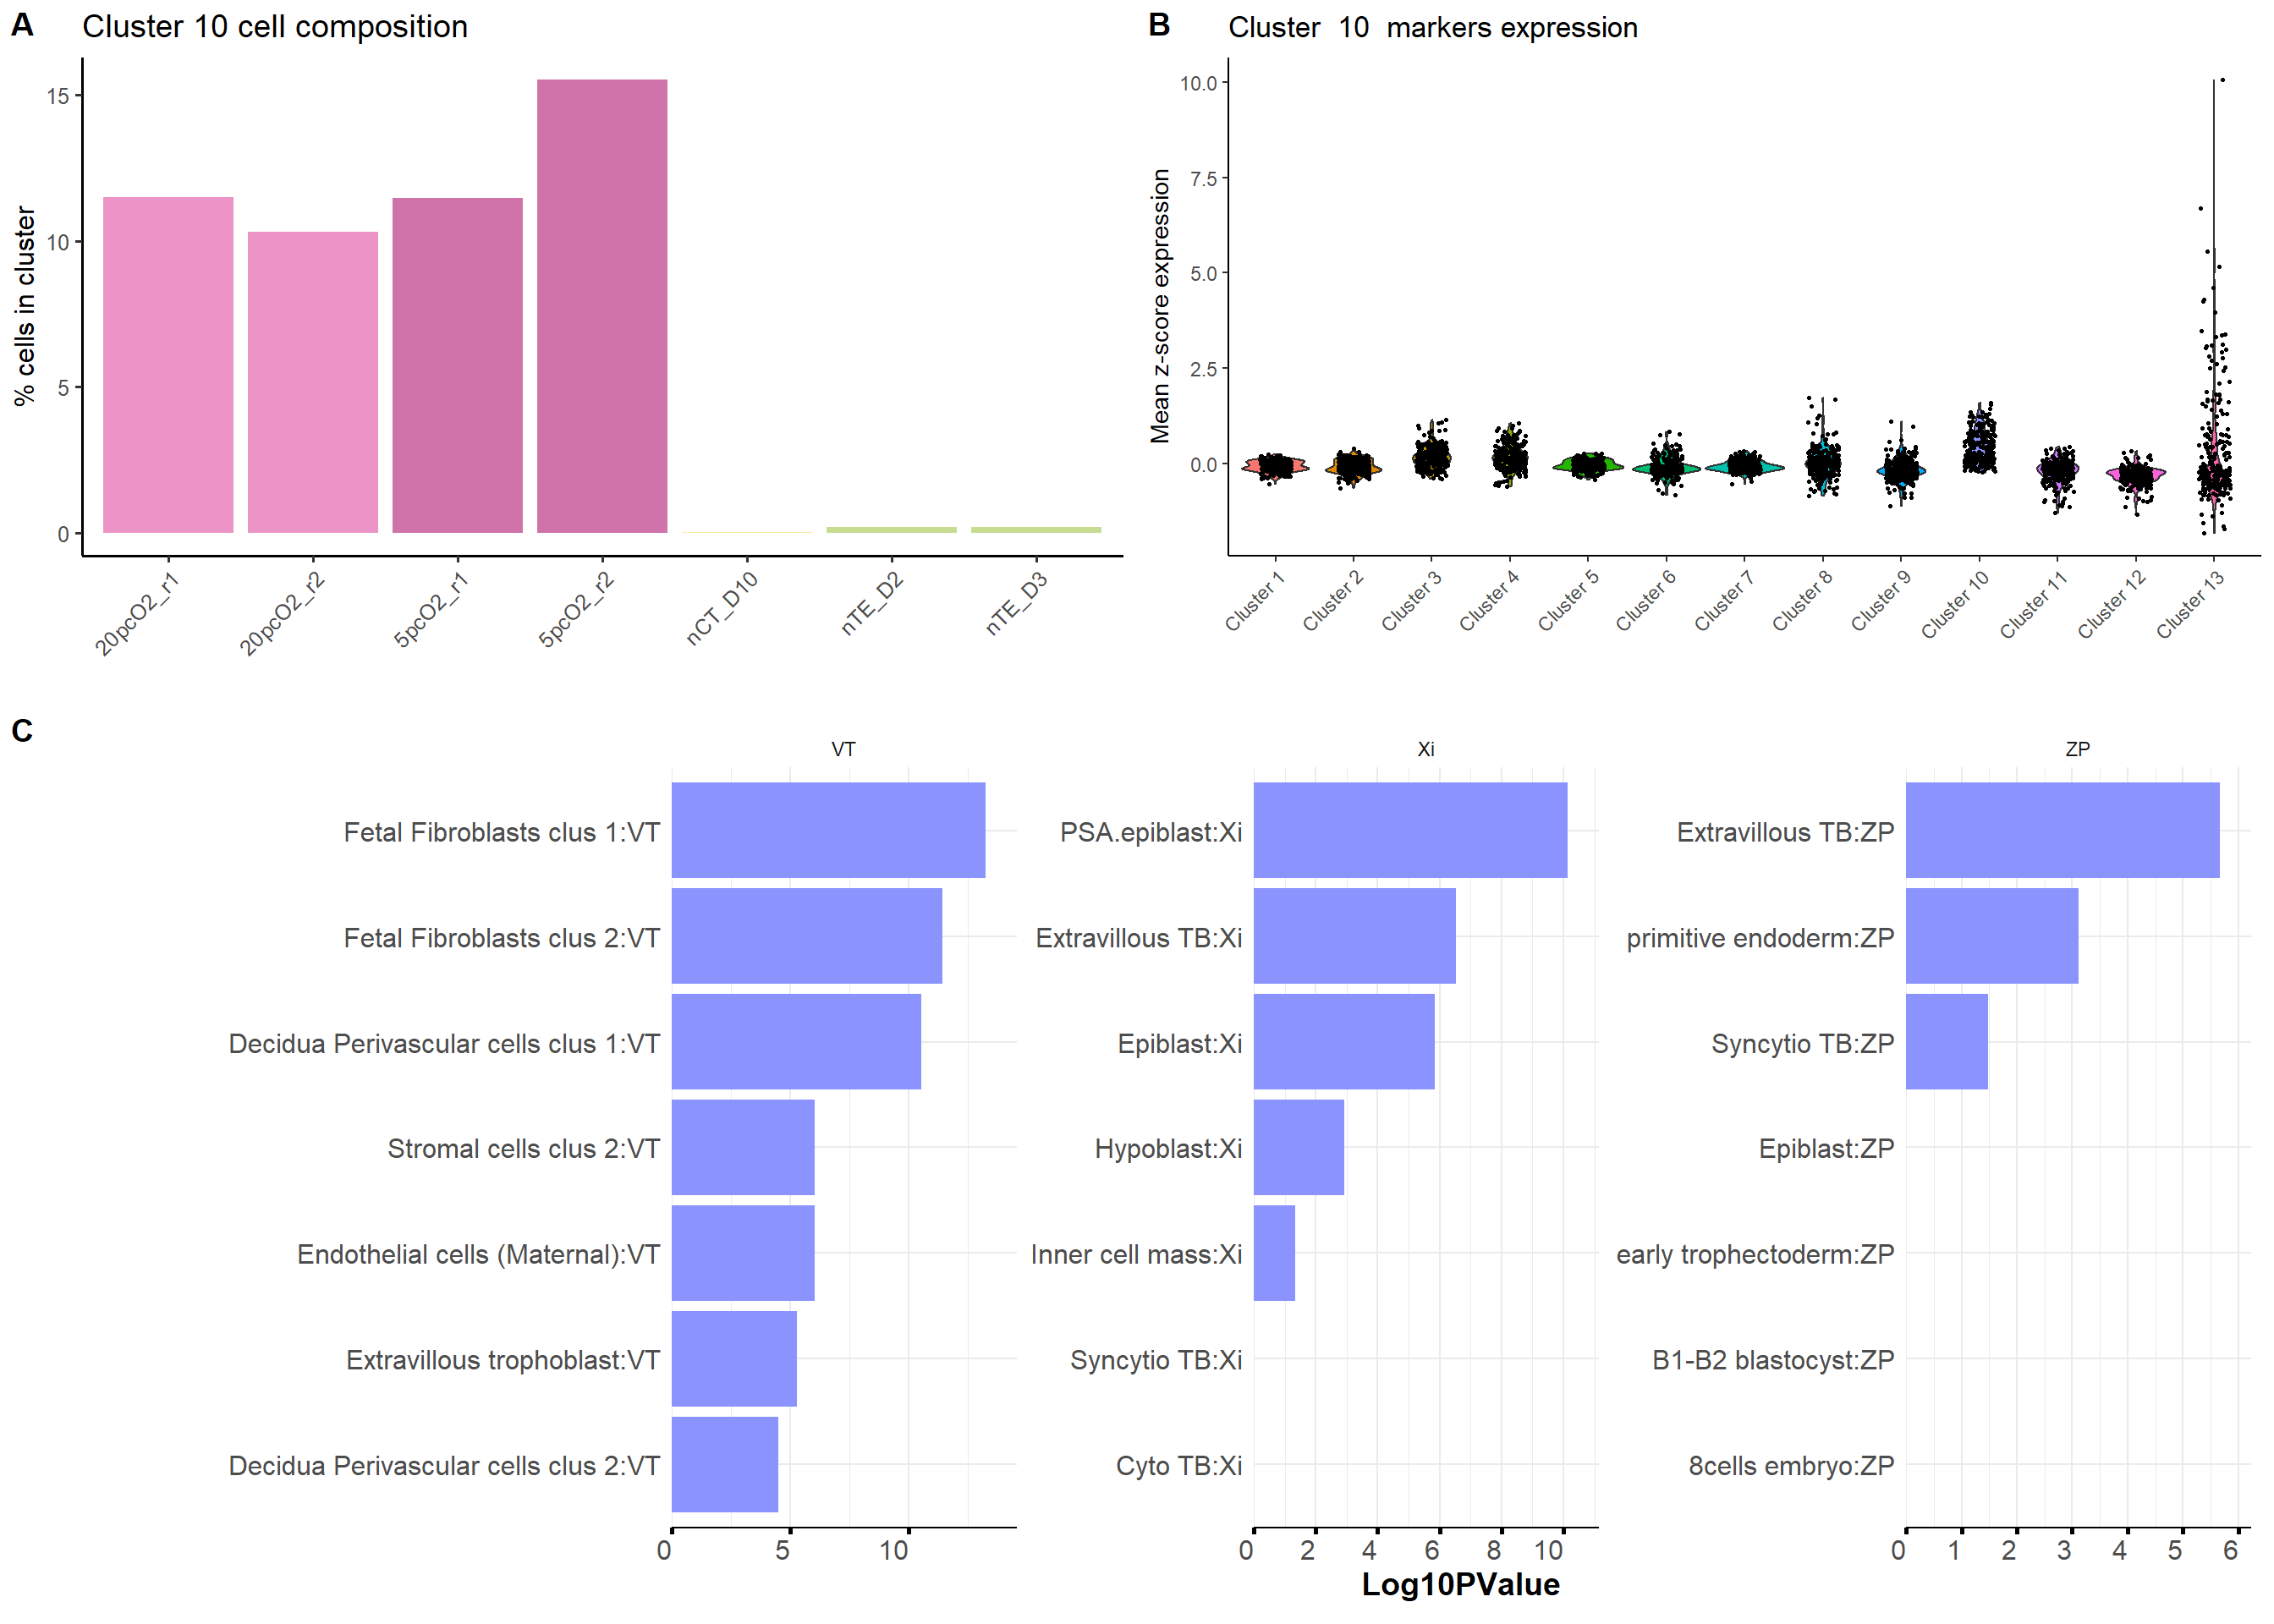 A
Cluster 10 cell composition
% cells in cluster
15
10
5
0
20pcO2_r1
20pcO2_r2
5pcO2_r1
5pcO2_r2
nCT_D10
nTE_D2
nTE_D3
B
Cluster  10  markers expression
Mean z-score expression
10.0
7.5
5.0
2.5
0.0
Cluster 1
Cluster 2
Cluster 3
Cluster 4
Cluster 5
Cluster 6
Cluster 7
Cluster 8
Cluster 9
Cluster 10
Cluster 11
Cluster 12
Cluster 13
C
VT
Fetal Fibroblasts clus 1:VT
Fetal Fibroblasts clus 2:VT
Decidua Perivascular cells clus 1:VT
Stromal cells clus 2:VT
Endothelial cells (Maternal):VT
Extravillous trophoblast:VT
Decidua Perivascular cells clus 2:VT
0 5 10
Xi
PSA.epiblast:Xi
Extravillous TB:Xi
Epiblast:Xi
Hypoblast:Xi
Inner cell mass:Xi
Syncytio TB:Xi
Cyto TB:Xi
0 2 4 6 8 10
ZP
Extravillous TB:ZP
primitive endoderm:ZP
Syncytio TB:ZP
Epiblast:ZP
early trophectoderm:ZP
B1-B2 blastocyst:ZP
8cells embryo:ZP
0 1 2 3 4 5 6
Log10PValue